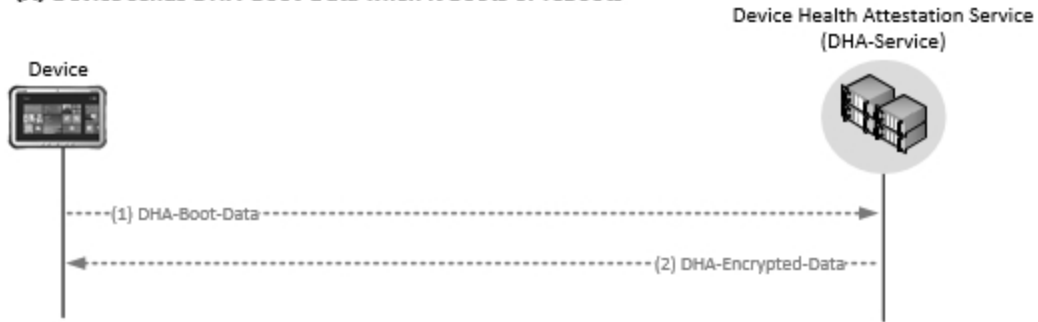 Device Health Attestation Service
(DHA-Service)
Device
(1) DHA-Boot-Data
(2) DHA-Encrypted-Data